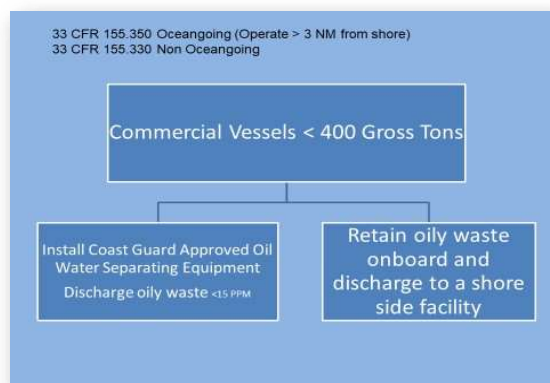 33 CFR 155.350 Oceangoing (Operate > 3 NM from shore)
33 CFR 155.330 Non Oceangoing
Commercial Vessels < 400 Gross Tons
Install Coast Guard Approved Oil
Water Separating Equipment
Discharge oily waste <15 PPM
Retain oily waste
onboard and
discharge to a shore
side facility